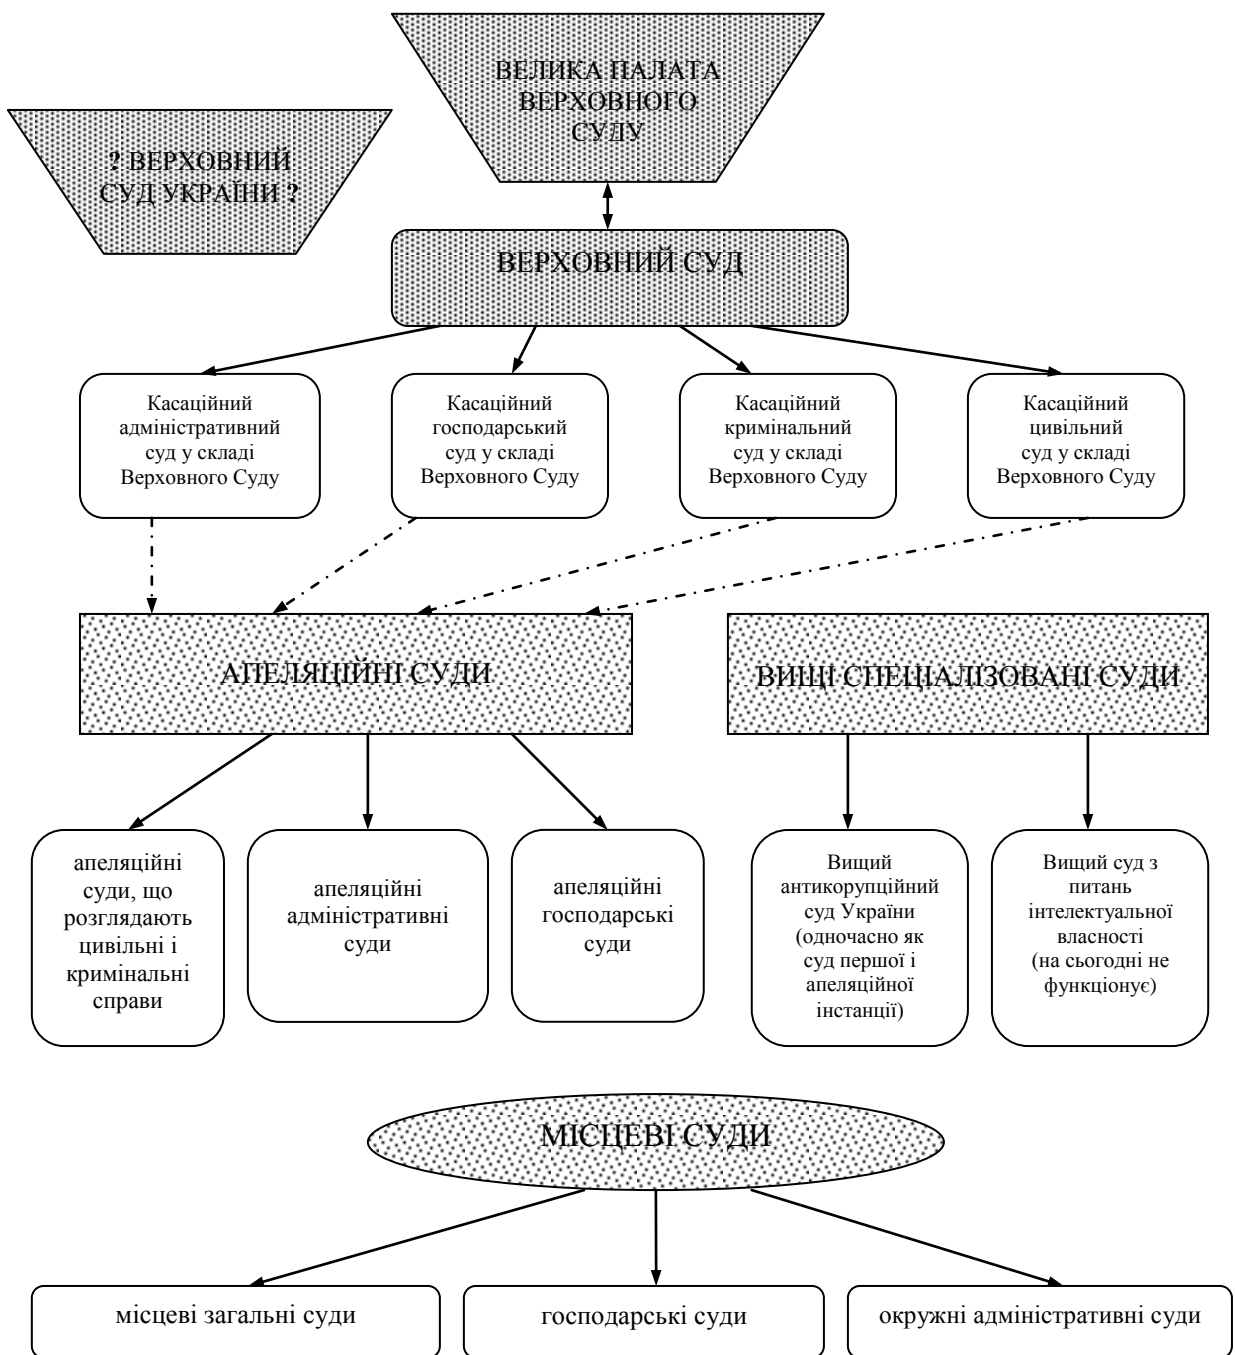 ВЕЛИКА ПАЛАТА
ВЕРХОВНОГО
СУДУ
? ВЕРХОВНИЙ
СУД УКРАЇНИ ?
ВЕРХОВНИЙ СУД
Касаційний
адміністративний
суд у складі
Верховного Суду
Касаційний
господарський
суд у складі
Верховного Суду
Касаційний
кримінальний
суд у складі
Верховного Суду
Касаційний
цивільний
суд у складі
Верховного Суду
АПЕЛЯЦІЙНІ СУДИ
ВИЩІ СПЕЦІАЛІЗОВАНІ СУДИ
апеляційні
суди, що
розглядають
цивільні і
кримінальні
справи
апеляційні
адміністративні
суди
апеляційні
господарські
суди
Вищий
антикорупційний
суд України
(одночасно як
суд першої і
апеляційної
інстанції)
Вищий суд з
питань
інтелектуальної
власності
(на сьогодні не
функціонує)
МІСЦЕВІ СУДИ
місцеві загальні суди
господарські суди
окружні адміністративні суди